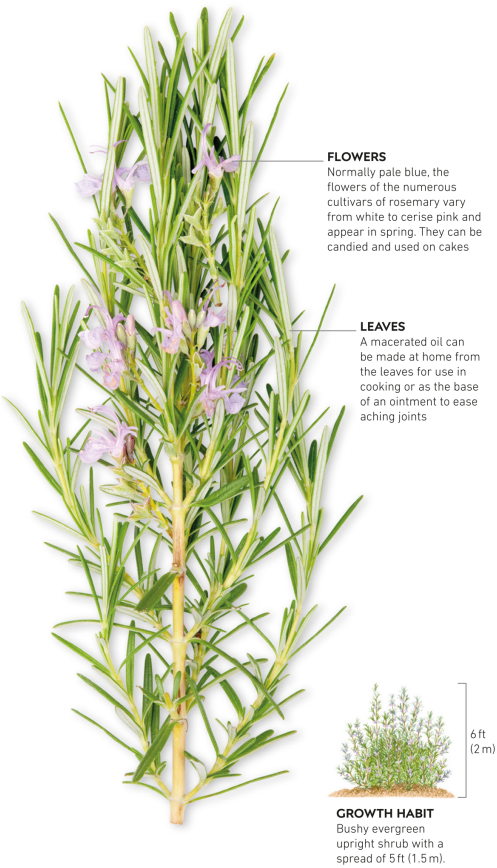 FLOWERS
Normally pale blue, the
flowers of the numerous
cultivars of rosemary vary
from white to cerise pink and
appear in spring. They can be
candied and used on cakes
LEAVES
A macerated oil can
be made at home from
the leaves for use in
cooking or as the base
of an ointment to ease
aching joints
6 ft
(2 m)
GROWTH HABIT
Bushy evergreen
upright shrub with a
spread of 5 ft (1.5 m).